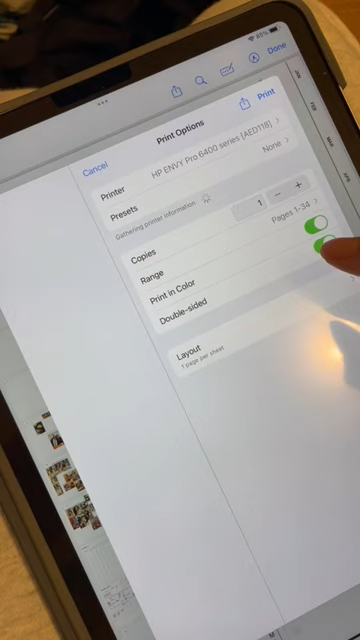 85%
Done
Cancel
Print Options
Print
Printer
HP ENVY Pro 6400 series [AED118]
Presets
None
Gathering printer information
Copies
1
Range
Pages 1-34
Print in Color
Double-sided
Layout
1 page per sheet